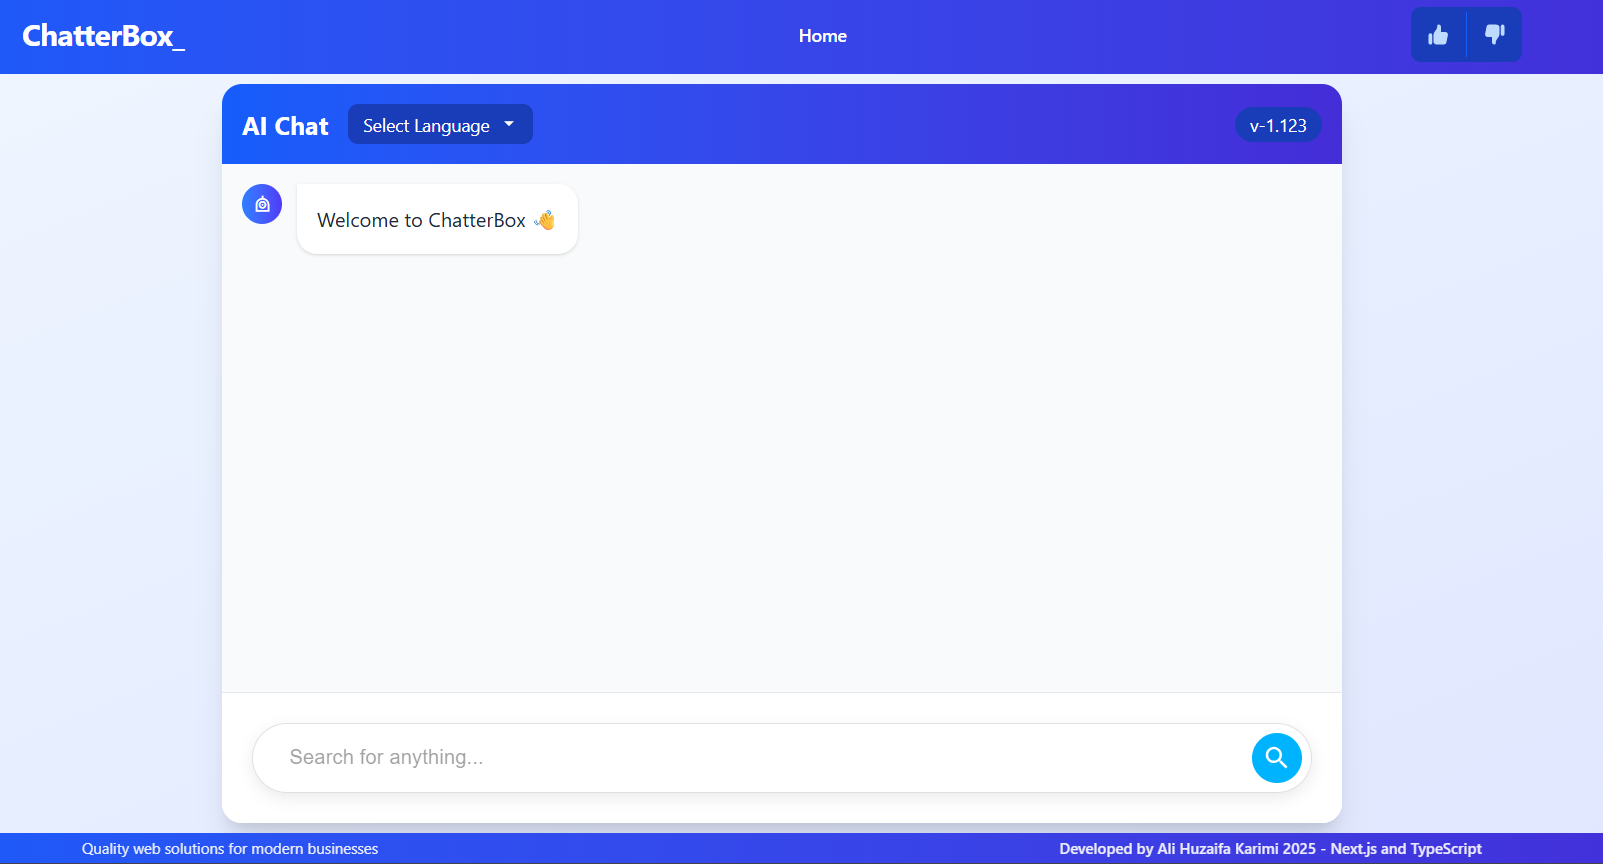 ChatterBox_
Home
AI Chat
Select Language
v-1.123
Welcome to ChatterBox 👋
Search for anything...
Quality web solutions for modern businesses
Developed by Ali Huzaifa Karimi 2025 - Next.js and TypeScript